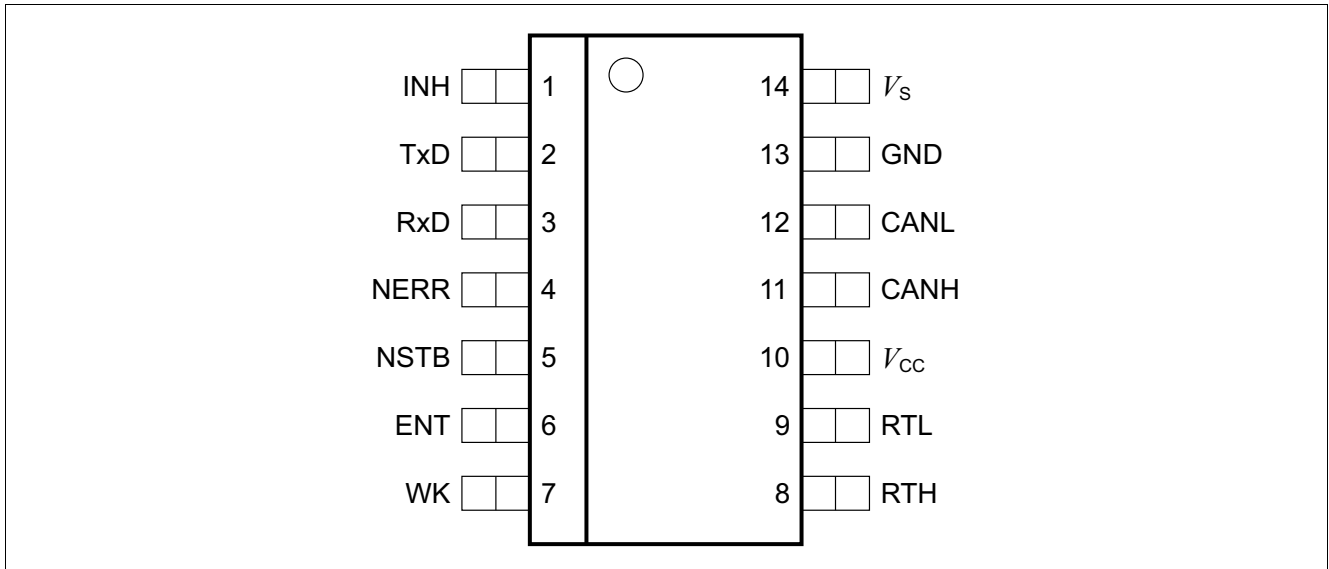 INH 1 14 VS
TxD 2 13 GND
RxD 3 12 CANL
NERR 4 11 CANH
NSTB 5 10 VCC
ENT 6 9 RTL
WK 7 8 RTH